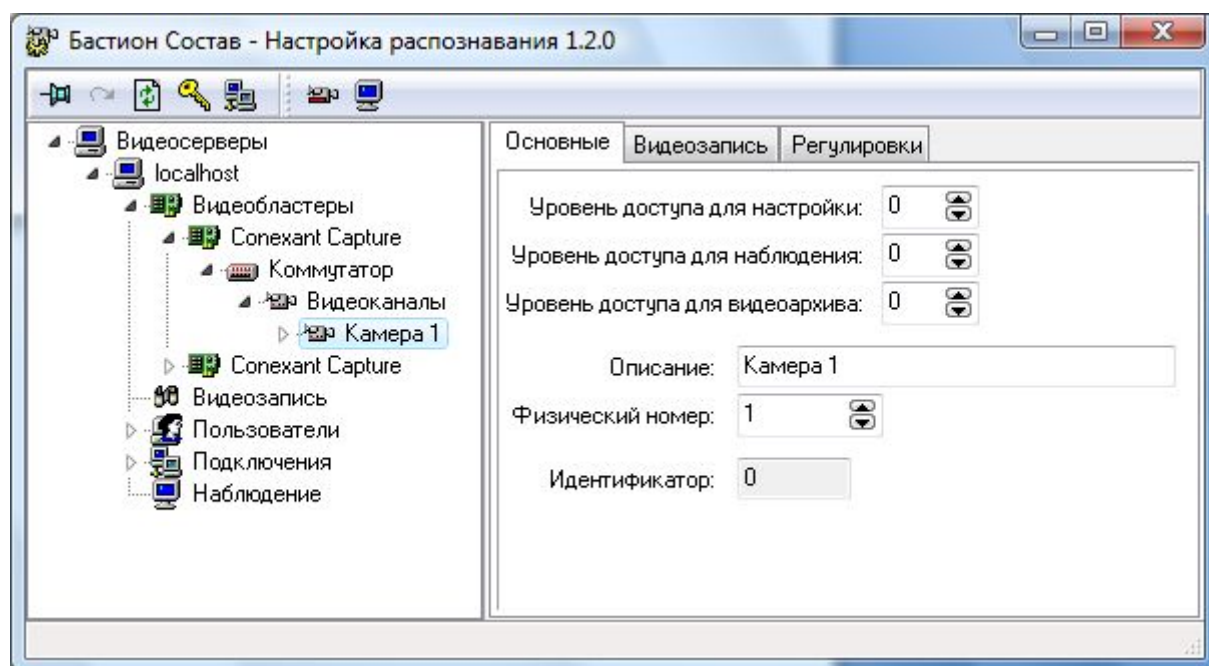 Бастион Состав - Настройка распознавания 1.2.0
Видеосерверы
localhost
Видеобластеры
Conexant Capture
Коммутатор
Видеоканалы
Камера 1
Conexant Capture
Видеозапись
Пользователи
Подключения
Наблюдение
Основные Видеозапись Регулировки
Уровень доступа для настройки: 0
Уровень доступа для наблюдения: 0
Уровень доступа для видеоархива: 0
Описание: Камера 1
Физический номер: 1
Идентификатор: 0